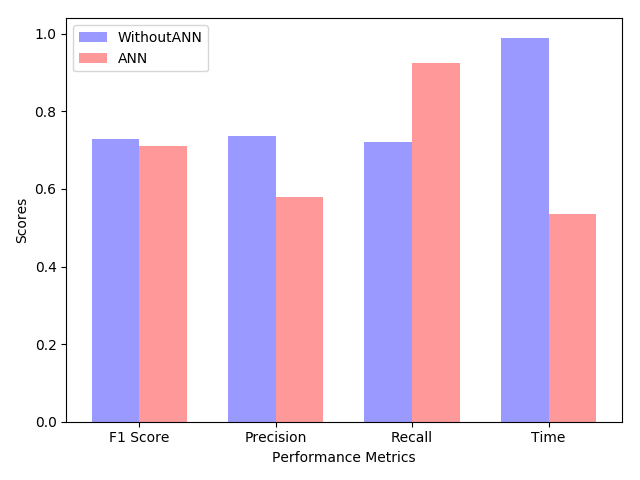 WithoutANN
ANN
1.0
0.8
0.6
0.4
0.2
0.0
Scores
F1 Score Precision Recall Time
Performance Metrics